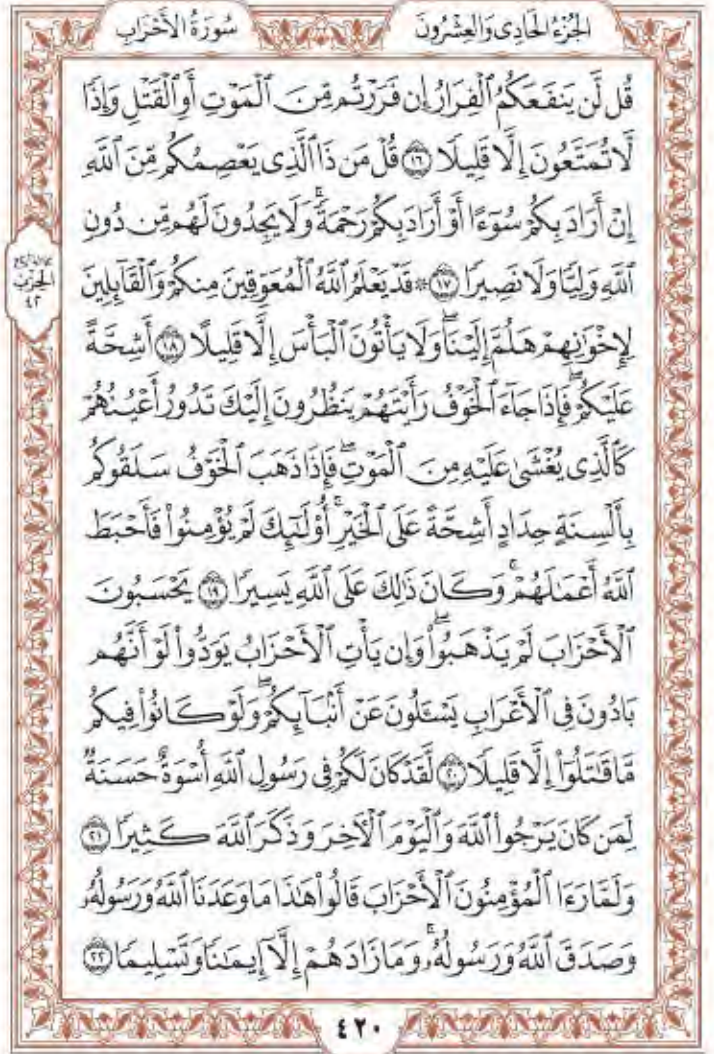 الجُزْءُ الحَادِى وَالعِشْرُونَ
سُورَةُ الأَحْزَابِ
قُل لَّن يَنفَعَكُمُ ٱلْفِرَارُ إِن فَرَرْتُم مِّنَ ٱلْمَوْتِ أَوِ ٱلْقَتْلِ وَإِذًا
لَّا تُمَتَّعُونَ إِلَّا قَلِيلًا ١٦ قُلْ مَن ذَا ٱلَّذِى يَعْصِمُكُم مِّنَ ٱللَّهِ
إِنْ أَرَادَ بِكُمْ سُوٓءًا أَوْ أَرَادَ بِكُمْ رَحْمَةًۚ وَلَا يَجِدُونَ لَهُم مِّن دُونِ
ٱللَّهِ وَلِيًّا وَلَا نَصِيرًا ١٧ ۞ قَدْ يَعْلَمُ ٱللَّهُ ٱلْمُعَوِّقِينَ مِنكُمْ وَٱلْقَآئِلِينَ
لِإِخْوَٰنِهِمْ هَلُمَّ إِلَيْنَاۖ وَلَا يَأْتُونَ ٱلْبَأْسَ إِلَّا قَلِيلًا ١٨ أَشِحَّةً
عَلَيْكُمْۖ فَإِذَا جَآءَ ٱلْخَوْفُ رَأَيْتَهُمْ يَنظُرُونَ إِلَيْكَ تَدُورُ أَعْيُنُهُمْ
كَٱلَّذِى يُغْشَىٰ عَلَيْهِ مِنَ ٱلْمَوْتِۖ فَإِذَا ذَهَبَ ٱلْخَوْفُ سَلَقُوكُم
بِأَلْسِنَةٍ حِدَادٍ أَشِحَّةً عَلَى ٱلْخَيْرِۚ أُو۟لَٰٓئِكَ لَمْ يُؤْمِنُوا۟ فَأَحْبَطَ
ٱللَّهُ أَعْمَٰلَهُمْۚ وَكَانَ ذَٰلِكَ عَلَى ٱللَّهِ يَسِيرًا ١٩ يَحْسَبُونَ
ٱلْأَحْزَابَ لَمْ يَذْهَبُوا۟ۖ وَإِن يَأْتِ ٱلْأَحْزَابُ يَوَدُّوا۟ لَوْ أَنَّهُم
بَادُونَ فِى ٱلْأَعْرَابِ يَسْـَٔلُونَ عَنْ أَنۢبَآئِكُمْۖ وَلَوْ كَانُوا۟ فِيكُم
مَّا قَٰتَلُوٓا۟ إِلَّا قَلِيلًا ٢٠ لَّقَدْ كَانَ لَكُمْ فِى رَسُولِ ٱللَّهِ أُسْوَةٌ حَسَنَةٌ
لِّمَن كَانَ يَرْجُوا۟ ٱللَّهَ وَٱلْيَوْمَ ٱلْءَاخِرَ وَذَكَرَ ٱللَّهَ كَثِيرًا ٢١
وَلَمَّا رَءَا ٱلْمُؤْمِنُونَ ٱلْأَحْزَابَ قَالُوا۟ هَٰذَا مَا وَعَدَنَا ٱللَّهُ وَرَسُولُهُۥ
وَصَدَقَ ٱللَّهُ وَرَسُولُهُۥۚ وَمَا زَادَهُمْ إِلَّآ إِيمَٰنًا وَتَسْلِيمًا ٢٢
الحِزْبُ
٤٢
٤٢٠